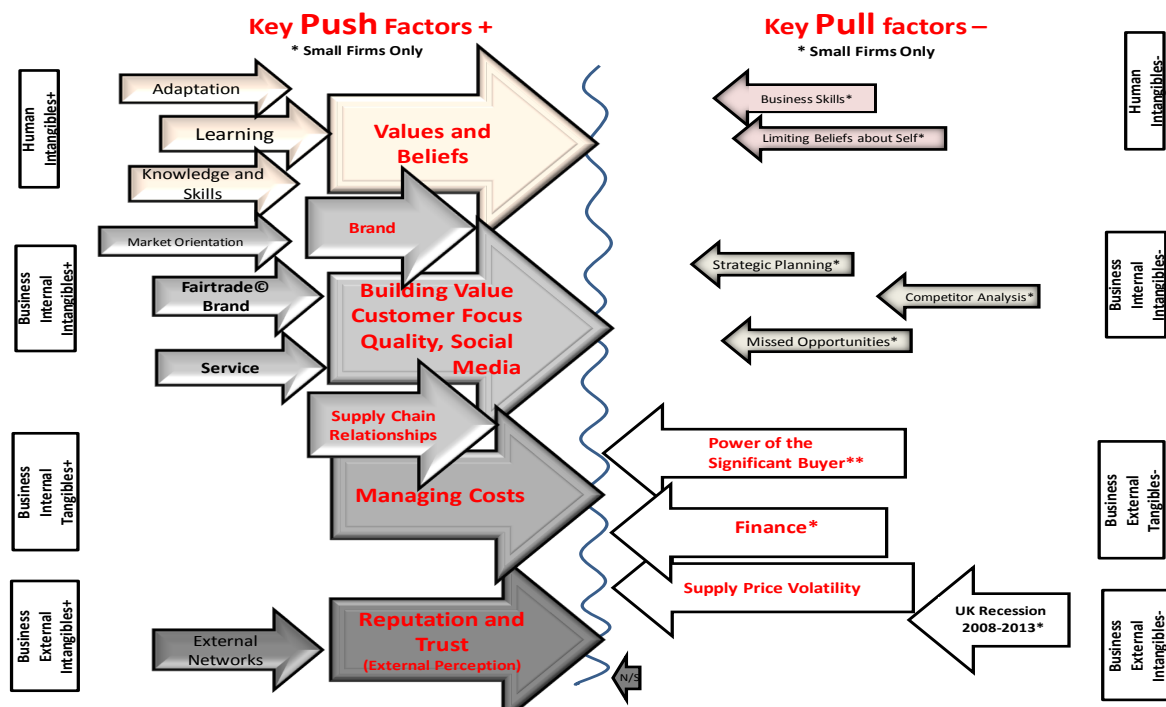 Key Push Factors +
* Small Firms Only
Key Pull factors –
* Small Firms Only
Human
Intangibles+
Adaptation
Learning
Knowledge and
Skills
Values and
Beliefs
Business Skills*
Limiting Beliefs about Self*
Human
Intangibles-
Business
Internal
Intangibles+
Market Orientation
Fairtrade©
Brand
Service
Brand
Building Value
Customer Focus
Quality, Social
Media
Strategic Planning*
Competitor Analysis*
Missed Opportunities*
Business
Internal
Intangibles-
Business
Internal
Tangibles+
Supply Chain
Relationships
Managing Costs
Power of the
Significant Buyer**
Finance*
Business
External
Tangibles-
Business
External
Intangibles+
External
Networks
Reputation and
Trust
(External Perception)
N/S
Supply Price Volatility
UK Recession
2008-2013*
Business
External
Intangibles-